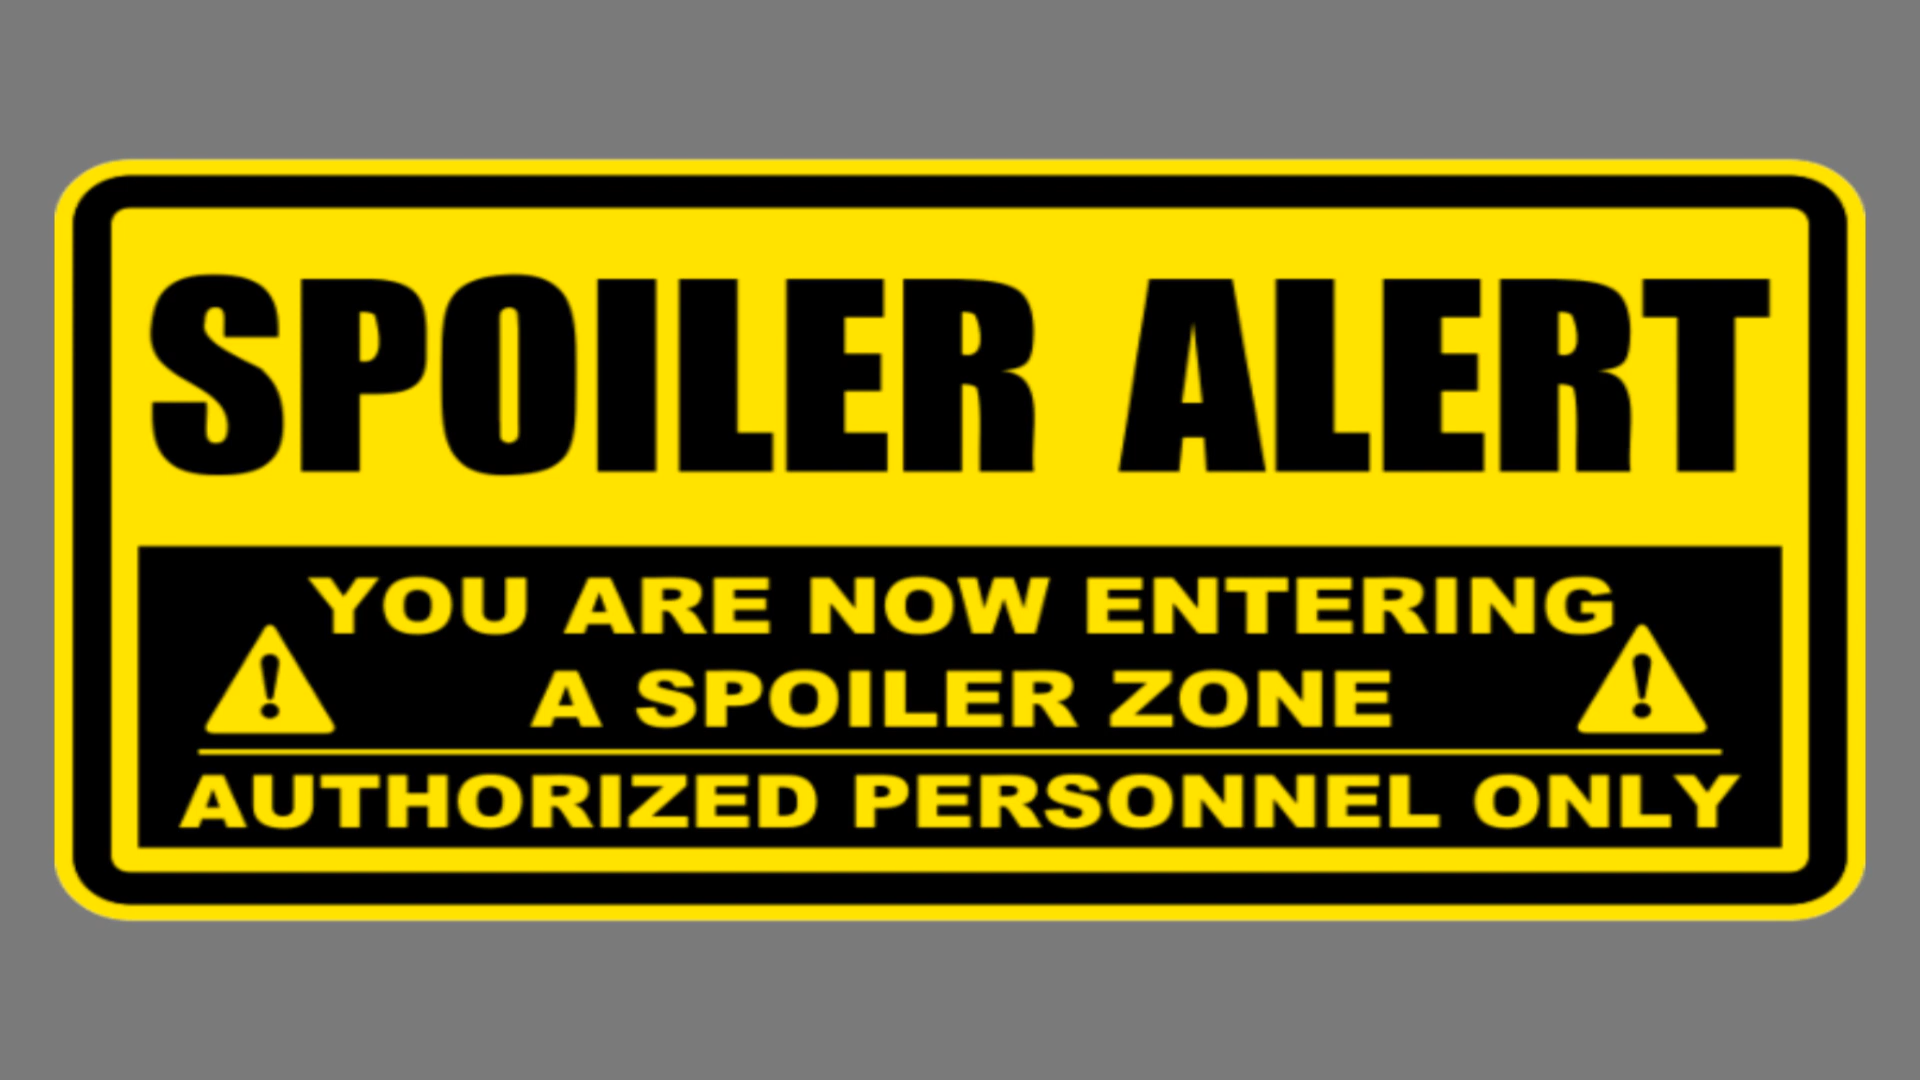 SPOILER ALERT
YOU ARE NOW ENTERING
A SPOILER ZONE
AUTHORIZED PERSONNEL ONLY